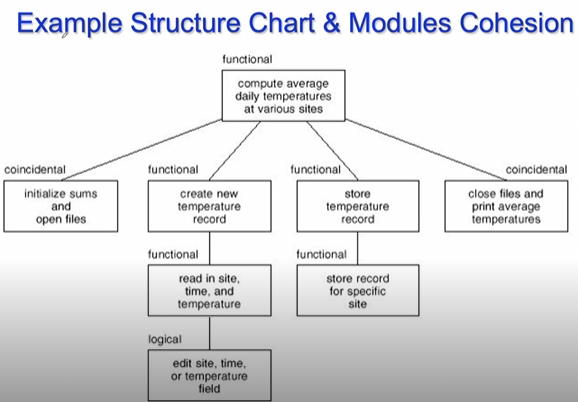 Example Structure Chart & Modules Cohesion
functional
compute average
daily temperatures
at various sites
coincidental
functional
functional
coincidental
initialize sums
and
open files
create new
temperature
record
store
temperature
record
close files and
print average
temperatures
functional
functional
read in site,
time, and
temperature
store record
for specific
site
logical
edit site, time,
or temperature
field